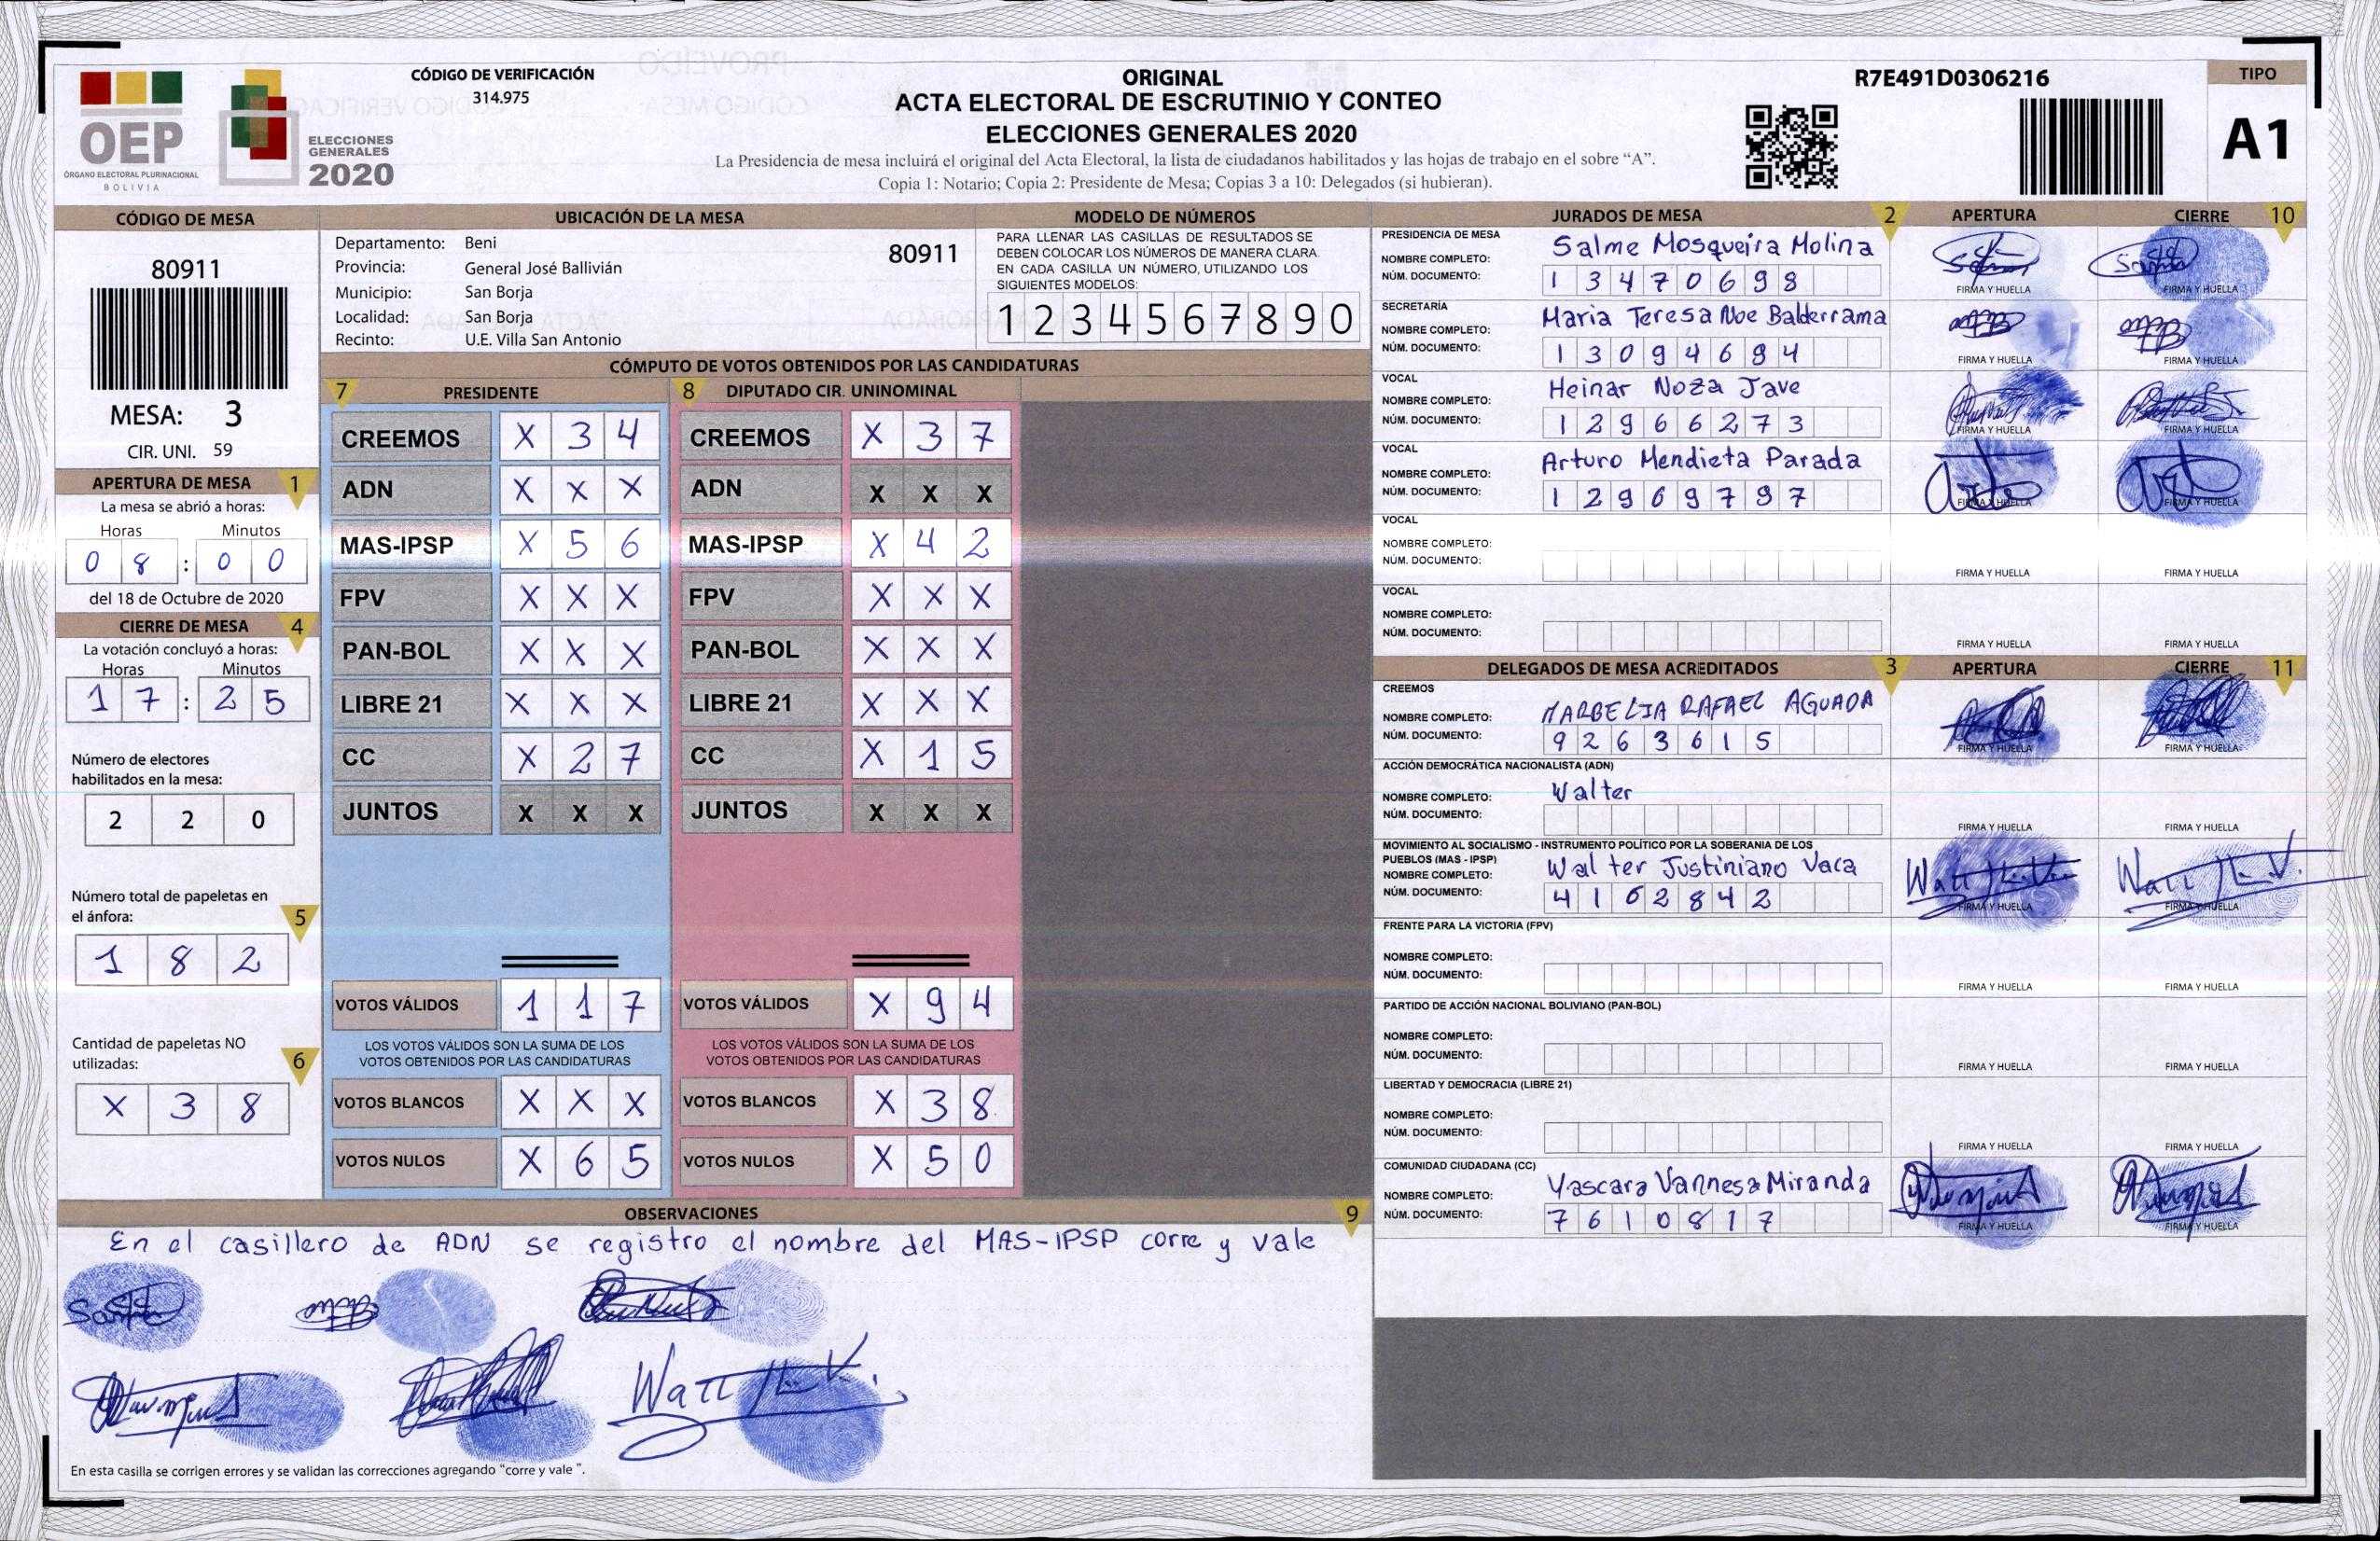 CÓDIGO DE VERIFICACIÓN
314.975
OEP
ÓRGANO ELECTORAL PLURINACIONAL
BOLIVIA
ELECCIONES
GENERALES
2020
ORIGINAL
ACTA ELECTORAL DE ESCRUTINIO Y CONTEO
ELECCIONES GENERALES 2020
La Presidencia de mesa incluirá el original del Acta Electoral, la lista de ciudadanos habilitados y las hojas de trabajo en el sobre “A”.
Copia 1: Notario; Copia 2: Presidente de Mesa; Copias 3 a 10: Delegados (si hubieran).
R7E491D0306216
TIPO
A1
CÓDIGO DE MESA
80911
MESA: 3
CIR. UNI. 59
APERTURA DE MESA 1
La mesa se abrió a horas:
Horas Minutos
0 8 : 0 0
del 18 de Octubre de 2020
CIERRE DE MESA 4
La votación concluyó a horas:
Horas Minutos
1 7 : 2 5
Número de electores
habilitados en la mesa:
2 2 0
Número total de papeletas en
el ánfora: 5
1 8 2
Cantidad de papeletas NO
utilizadas: 6
X 3 8
UBICACIÓN DE LA MESA
Departamento: Beni 80911
Provincia: General José Ballivián
Municipio: San Borja
Localidad: San Borja
Recinto: U.E. Villa San Antonio
MODELO DE NÚMEROS
PARA LLENAR LAS CASILLAS DE RESULTADOS SE
DEBEN COLOCAR LOS NÚMEROS DE MANERA CLARA.
EN CADA CASILLA UN NÚMERO, UTILIZANDO LOS
SIGUIENTES MODELOS:
1 2 3 4 5 6 7 8 9 0
CÓMPUTO DE VOTOS OBTENIDOS POR LAS CANDIDATURAS
7 PRESIDENTE
CREEMOS X 3 4
ADN X X X
MAS-IPSP X 5 6
FPV X X X
PAN-BOL X X X
LIBRE 21 X X X
CC X 2 7
JUNTOS X X X
VOTOS VÁLIDOS 1 1 7
LOS VOTOS VÁLIDOS SON LA SUMA DE LOS
VOTOS OBTENIDOS POR LAS CANDIDATURAS
VOTOS BLANCOS X X X
VOTOS NULOS X 6 5
8 DIPUTADO CIR. UNINOMINAL
CREEMOS X 3 7
ADN X X X
MAS-IPSP X 4 2
FPV X X X
PAN-BOL X X X
LIBRE 21 X X X
CC X 1 5
JUNTOS X X X
VOTOS VÁLIDOS X 9 4
LOS VOTOS VÁLIDOS SON LA SUMA DE LOS
VOTOS OBTENIDOS POR LAS CANDIDATURAS
VOTOS BLANCOS X 3 8
VOTOS NULOS X 5 0
OBSERVACIONES 9
En el casillero de ADN se registro el nombre del MAS-IPSP corre y vale
En esta casilla se corrigen errores y se validan las correcciones agregando “corre y vale ”.
JURADOS DE MESA 2 APERTURA CIERRE 10
PRESIDENCIA DE MESA
NOMBRE COMPLETO: Salme Mosqueira Molina
NÚM. DOCUMENTO: 1 3 4 7 0 6 9 8
FIRMA Y HUELLA FIRMA Y HUELLA
SECRETARÍA
NOMBRE COMPLETO: Maria Teresa Noe Balderrama
NÚM. DOCUMENTO: 1 3 0 9 4 6 9 4
FIRMA Y HUELLA FIRMA Y HUELLA
VOCAL
NOMBRE COMPLETO: Heinar Noza Jave
NÚM. DOCUMENTO: 1 2 9 6 6 2 7 3
FIRMA Y HUELLA FIRMA Y HUELLA
VOCAL
NOMBRE COMPLETO: Arturo Mendieta Parada
NÚM. DOCUMENTO: 1 2 9 6 9 7 9 7
FIRMA Y HUELLA FIRMA Y HUELLA
VOCAL
NOMBRE COMPLETO:
NÚM. DOCUMENTO:
FIRMA Y HUELLA FIRMA Y HUELLA
VOCAL
NOMBRE COMPLETO:
NÚM. DOCUMENTO:
FIRMA Y HUELLA FIRMA Y HUELLA
DELEGADOS DE MESA ACREDITADOS 3 APERTURA CIERRE 11
CREEMOS
NOMBRE COMPLETO: MARBELIA RAFAEL AGUADA
NÚM. DOCUMENTO: 9 2 6 3 6 1 5
FIRMA Y HUELLA FIRMA Y HUELLA
ACCIÓN DEMOCRÁTICA NACIONALISTA (ADN)
NOMBRE COMPLETO: Walter
NÚM. DOCUMENTO:
FIRMA Y HUELLA FIRMA Y HUELLA
MOVIMIENTO AL SOCIALISMO - INSTRUMENTO POLÍTICO POR LA SOBERANIA DE LOS
PUEBLOS (MAS - IPSP)
NOMBRE COMPLETO: Walter Justiniano Vaca
NÚM. DOCUMENTO: 4 1 6 2 8 4 2
FIRMA Y HUELLA FIRMA Y HUELLA
FRENTE PARA LA VICTORIA (FPV)
NOMBRE COMPLETO:
NÚM. DOCUMENTO:
FIRMA Y HUELLA FIRMA Y HUELLA
PARTIDO DE ACCIÓN NACIONAL BOLIVIANO (PAN-BOL)
NOMBRE COMPLETO:
NÚM. DOCUMENTO:
FIRMA Y HUELLA FIRMA Y HUELLA
LIBERTAD Y DEMOCRACIA (LIBRE 21)
NOMBRE COMPLETO:
NÚM. DOCUMENTO:
FIRMA Y HUELLA FIRMA Y HUELLA
COMUNIDAD CIUDADANA (CC)
NOMBRE COMPLETO: Yascara Vannesa Miranda
NÚM. DOCUMENTO: 7 6 1 0 8 1 7
FIRMA Y HUELLA FIRMA Y HUELLA